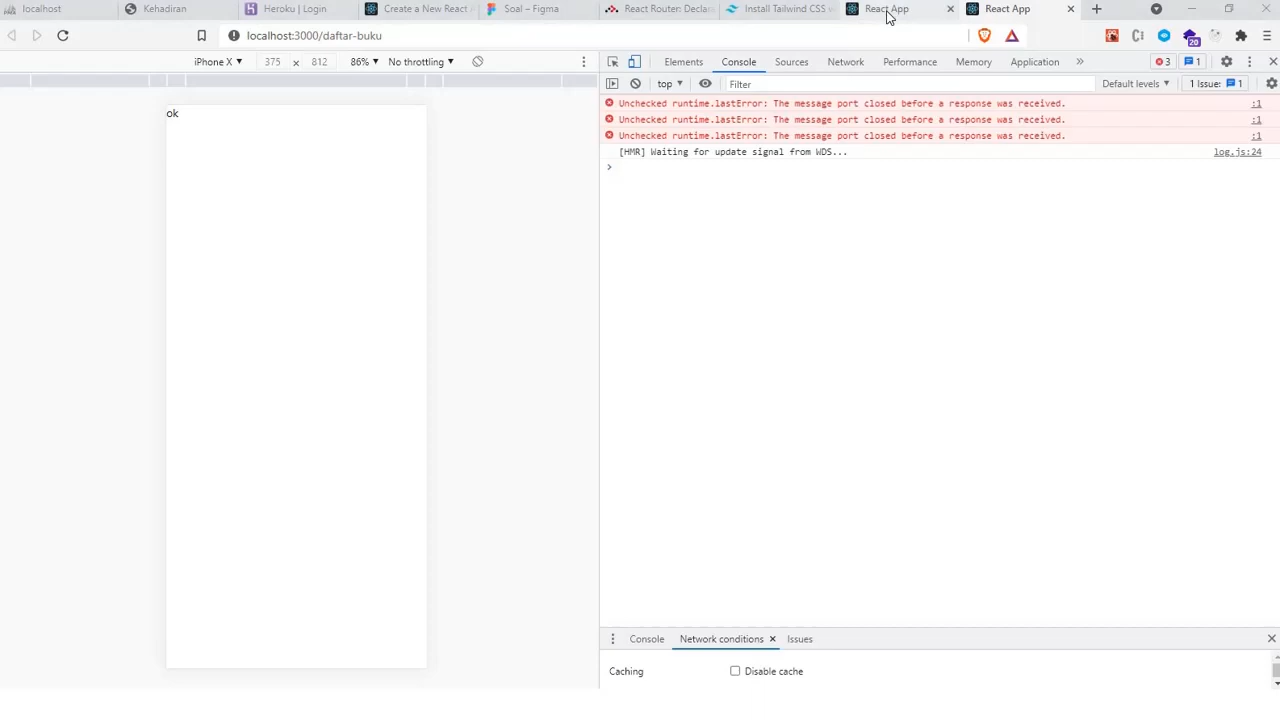 localhost
Kehadiran
Heroku | Login
Create a New React
Soal – Figma
React Router: Decla
Install Tailwind CSS
React App
React App
localhost:3000/daftar-buku
20
iPhone X ▼ 375 × 812 86% ▼ No throttling ▼
Elements Console Sources Network Performance Memory Application » 3 1
top ▼ Filter Default levels ▼ 1 Issue: 1
Unchecked runtime.lastError: The message port closed before a response was received. :1
Unchecked runtime.lastError: The message port closed before a response was received. :1
Unchecked runtime.lastError: The message port closed before a response was received. :1
[HMR] Waiting for update signal from WDS... log.js:24
ok
Console Network conditions × Issues
Caching Disable cache